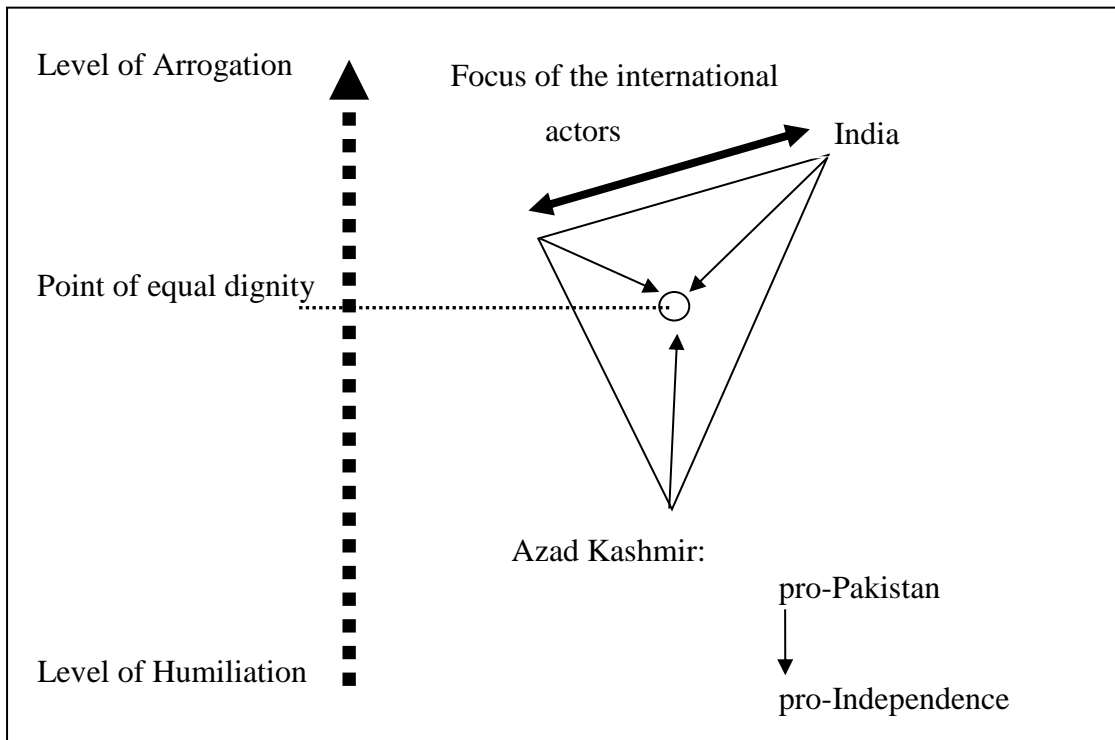 Level of Arrogation
Focus of the international
actors
India
Point of equal dignity
Azad Kashmir:
pro-Pakistan
Level of Humiliation
pro-Independence